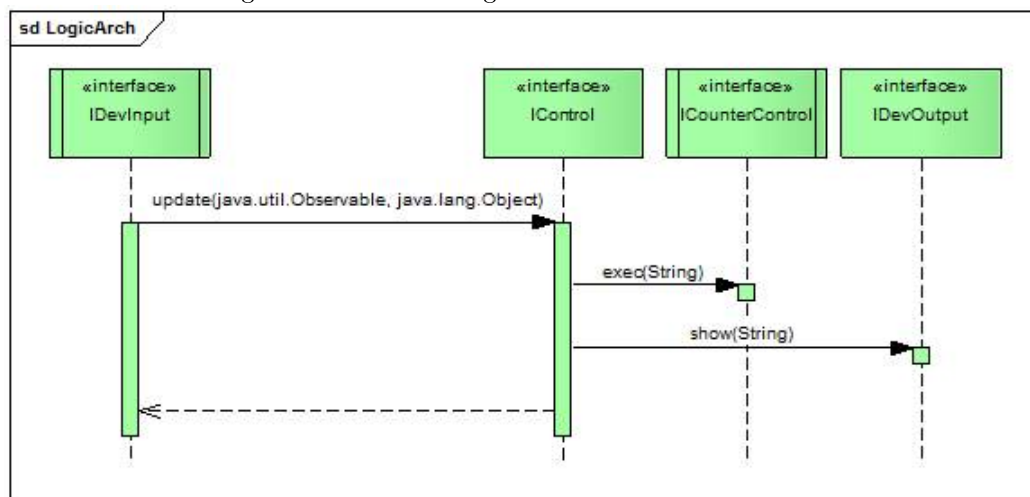 sd LogicArch
«interface»
IDevInput
«interface»
IControl
«interface»
ICounterControl
«interface»
IDevOutput
update(java.util.Observable, java.lang.Object)
exec(String)
show(String)